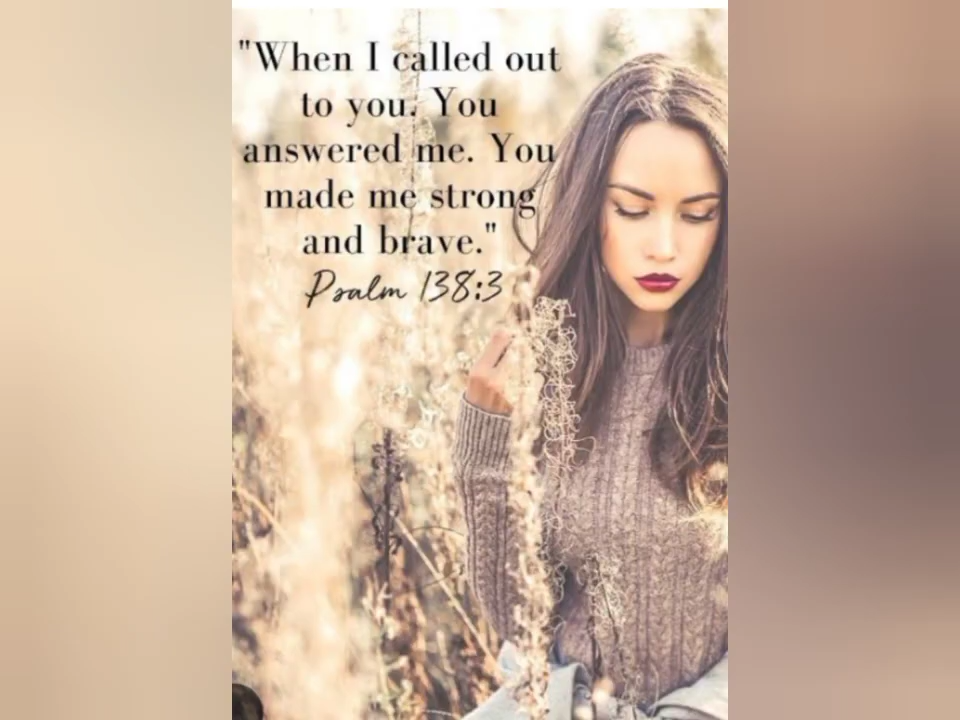 "When I called out
to you. You
answered me. You
made me strong
and brave."
Psalm 138:3